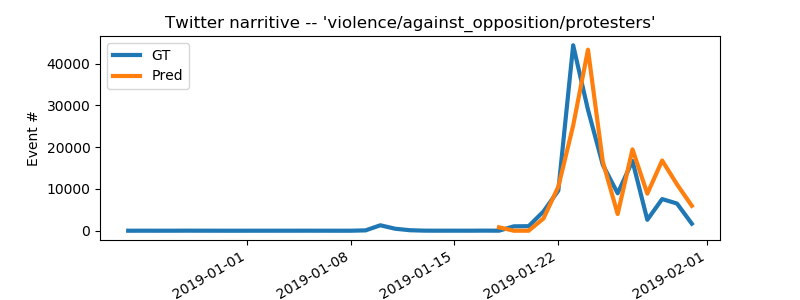 Twitter narritive -- 'violence/against_opposition/protesters'
GT
Pred
Event #
40000
30000
20000
10000
0
2019-01-01
2019-01-08
2019-01-15
2019-01-22
2019-02-01